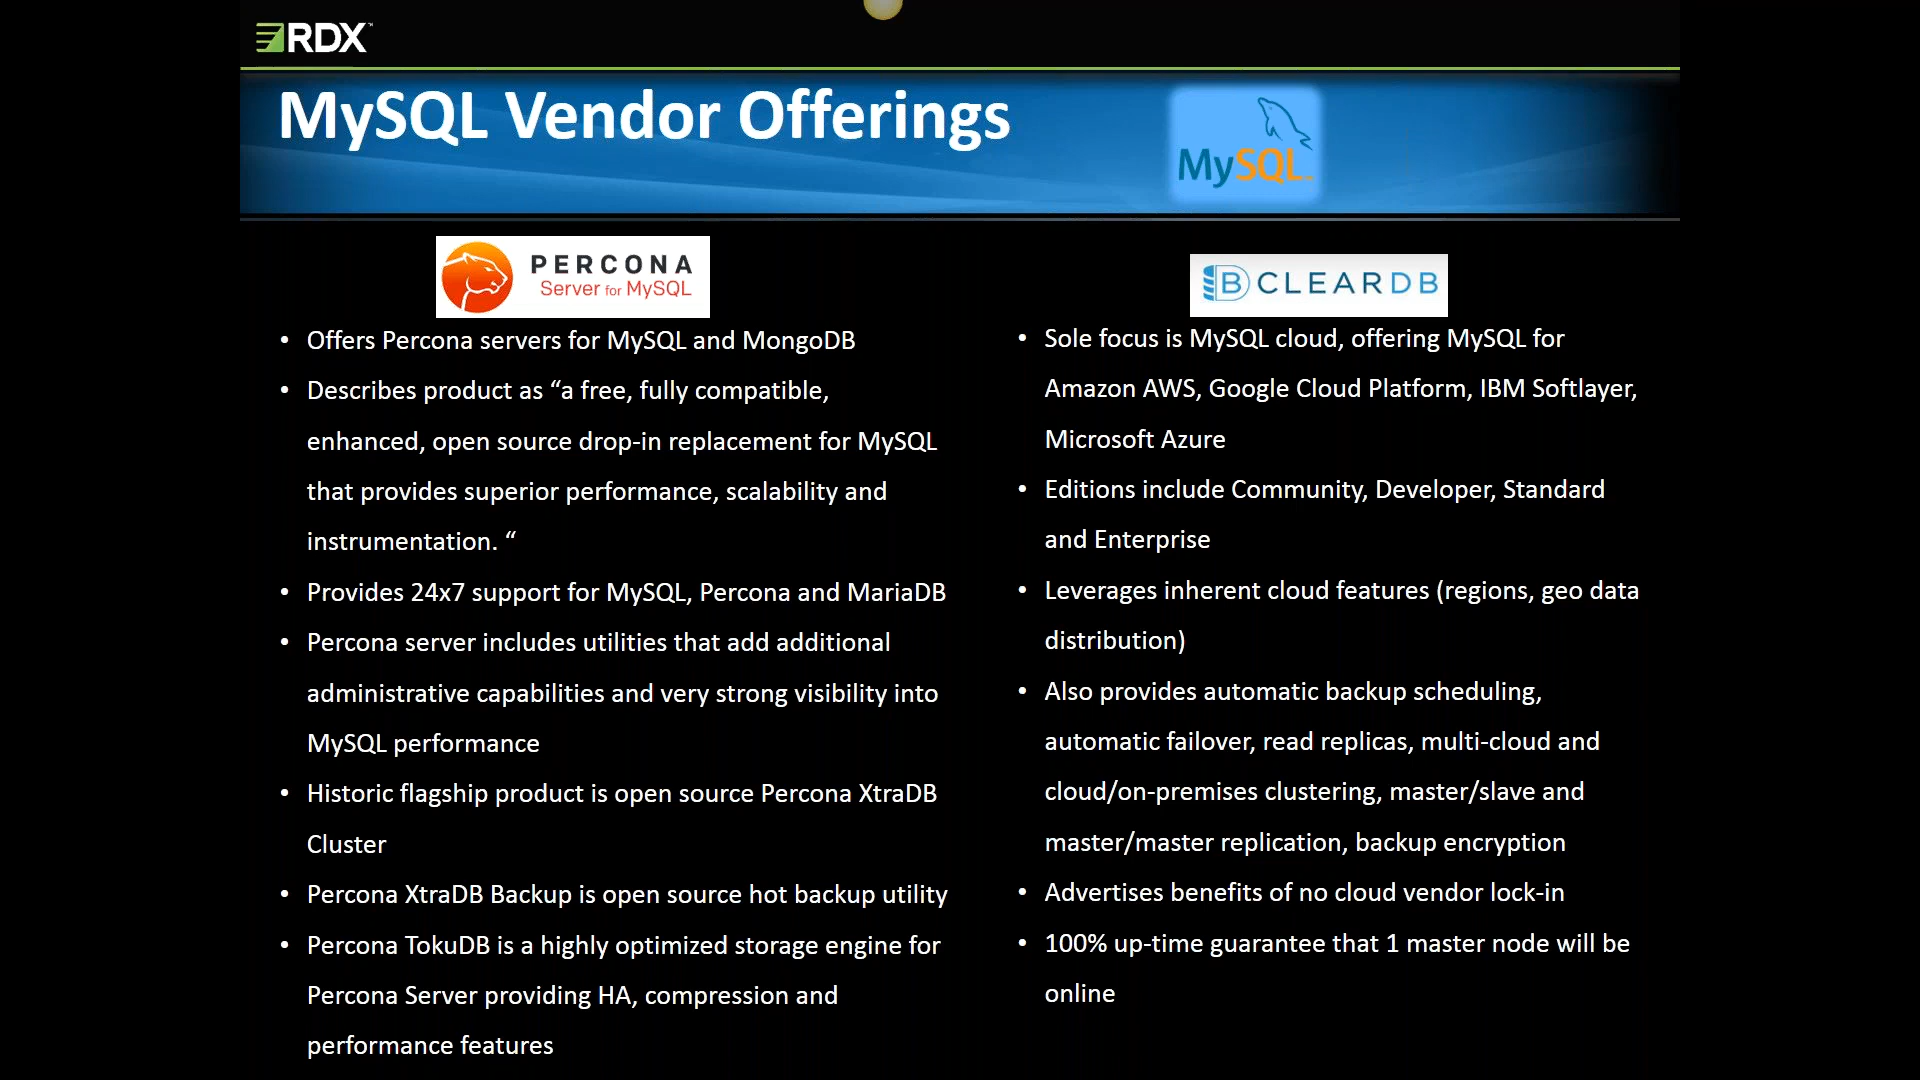 RDX™
MySQL Vendor Offerings
MySQL™
PERCONA
Server for MySQL
• Offers Percona servers for MySQL and MongoDB
• Describes product as “a free, fully compatible,
enhanced, open source drop-in replacement for MySQL
that provides superior performance, scalability and
instrumentation. “
• Provides 24x7 support for MySQL, Percona and MariaDB
• Percona server includes utilities that add additional
administrative capabilities and very strong visibility into
MySQL performance
• Historic flagship product is open source Percona XtraDB
Cluster
• Percona XtraDB Backup is open source hot backup utility
• Percona TokuDB is a highly optimized storage engine for
Percona Server providing HA, compression and
performance features
B CLEARDB
• Sole focus is MySQL cloud, offering MySQL for
Amazon AWS, Google Cloud Platform, IBM Softlayer,
Microsoft Azure
• Editions include Community, Developer, Standard
and Enterprise
• Leverages inherent cloud features (regions, geo data
distribution)
• Also provides automatic backup scheduling,
automatic failover, read replicas, multi-cloud and
cloud/on-premises clustering, master/slave and
master/master replication, backup encryption
• Advertises benefits of no cloud vendor lock-in
• 100% up-time guarantee that 1 master node will be
online